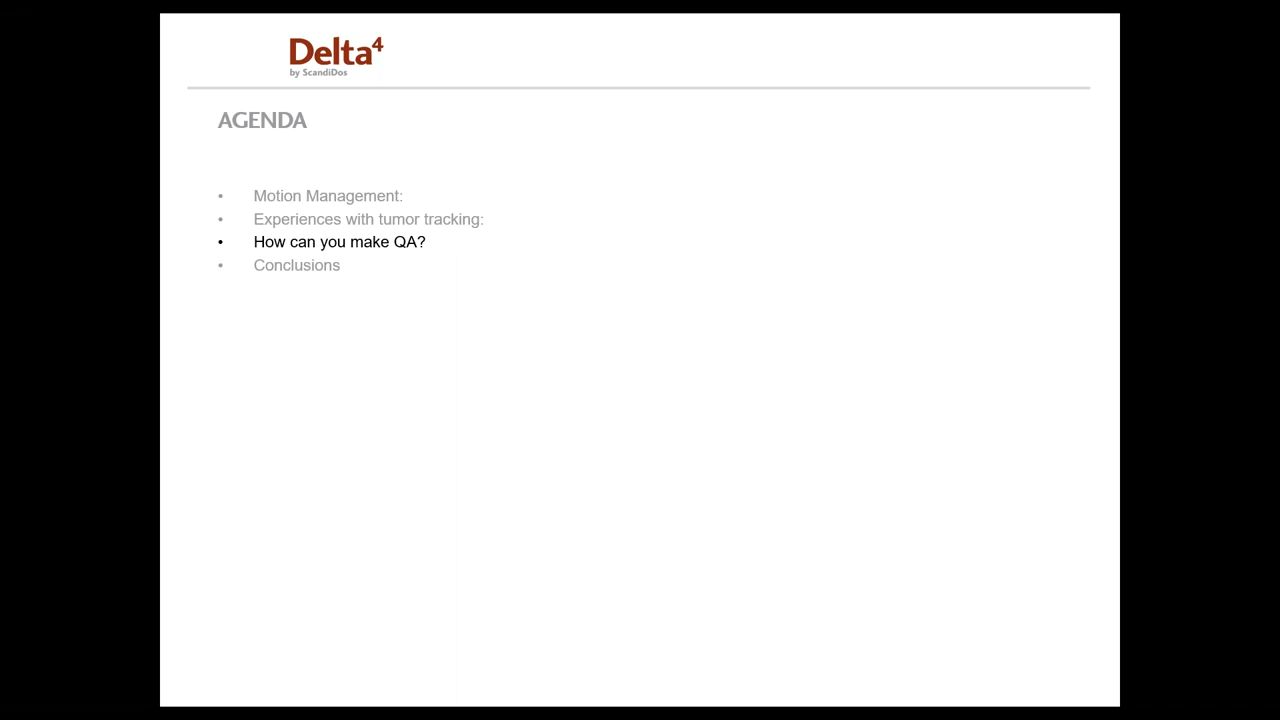 Delta4
by ScandiDos
AGENDA
• Motion Management:
• Experiences with tumor tracking:
• How can you make QA?
• Conclusions